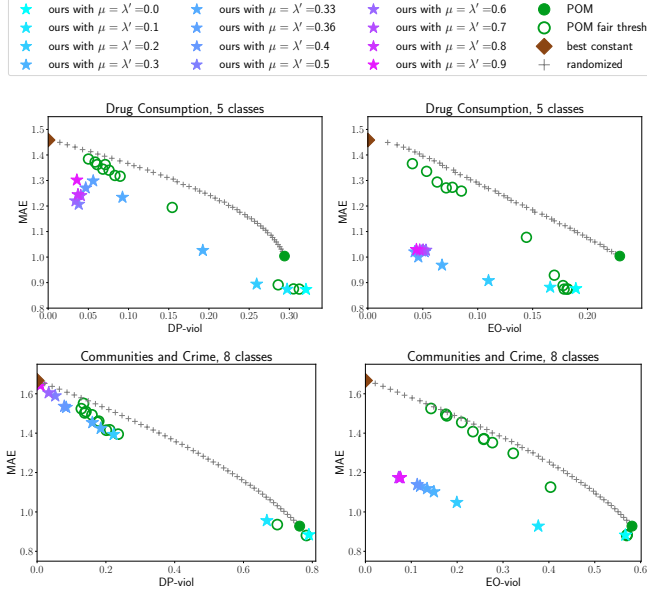 ours with μ = λ′=0.0
ours with μ = λ′=0.1
ours with μ = λ′=0.2
ours with μ = λ′=0.3
ours with μ = λ′=0.33
ours with μ = λ′=0.36
ours with μ = λ′=0.4
ours with μ = λ′=0.5
ours with μ = λ′=0.6
ours with μ = λ′=0.7
ours with μ = λ′=0.8
ours with μ = λ′=0.9
POM
POM fair thresh
best constant
randomized
Drug Consumption, 5 classes
MAE
1.5
1.4
1.3
1.2
1.1
1.0
0.9
0.8
0.00 0.05 0.10 0.15 0.20 0.25 0.30
DP-viol
Drug Consumption, 5 classes
MAE
1.5
1.4
1.3
1.2
1.1
1.0
0.9
0.8
0.00 0.05 0.10 0.15 0.20
EO-viol
Communities and Crime, 8 classes
MAE
1.6
1.4
1.2
1.0
0.8
0.0 0.2 0.4 0.6 0.8
DP-viol
Communities and Crime, 8 classes
MAE
1.6
1.4
1.2
1.0
0.8
0.0 0.1 0.2 0.3 0.4 0.5 0.6
EO-viol